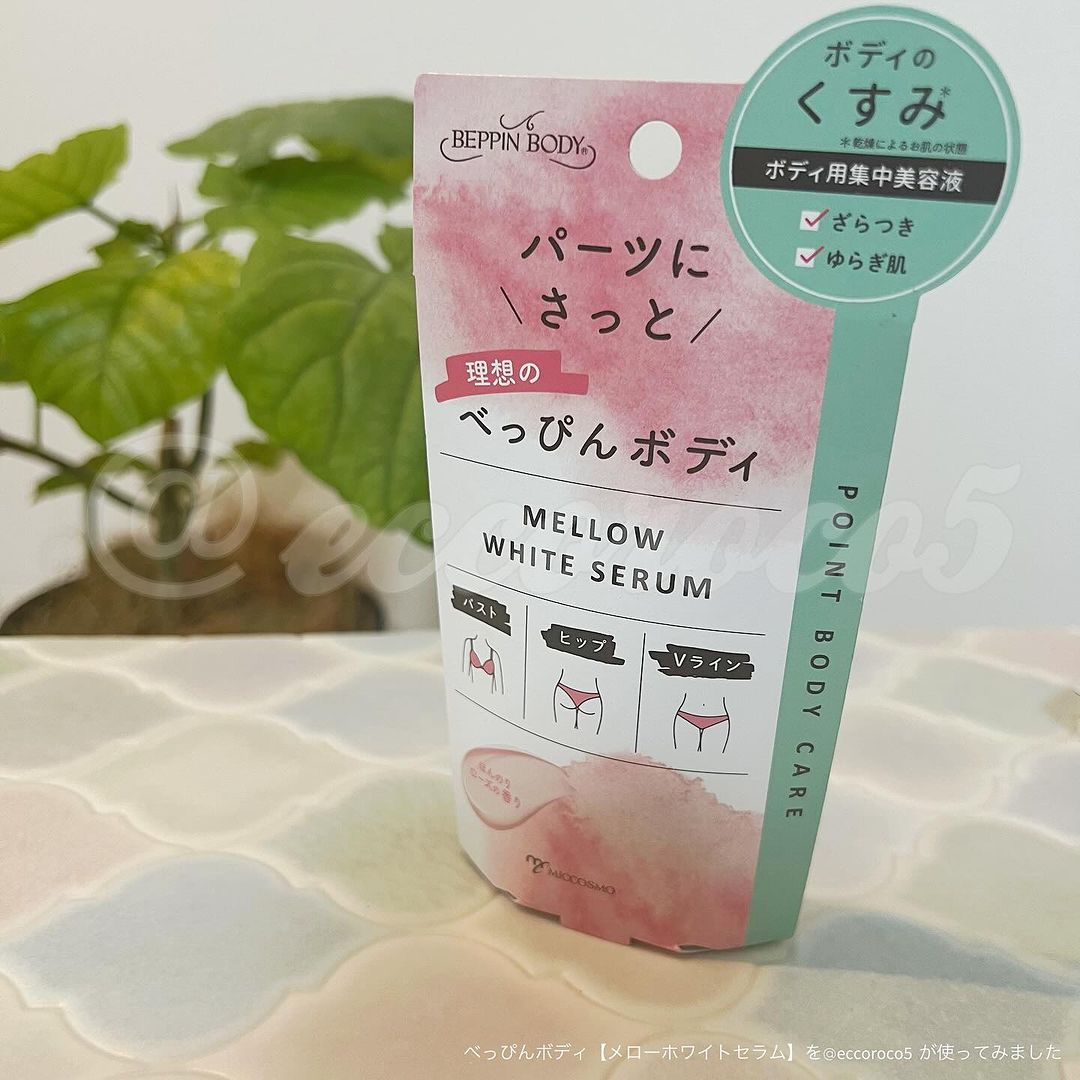 ボディの
くすみ*
*乾燥によるお肌の状態
ボディ用集中美容液
ざらつき
ゆらぎ肌
BEPPIN BODY®
パーツに
\さっと/
理想の
べっぴんボディ
MELLOW
WHITE SERUM
バスト
ヒップ
Vライン
ほんのり
ローズの香り
MICCOSMO
POINT BODY CARE
@eccoroco5
べっぴんボディ【メローホワイトセラム】を@eccoroco5 が使ってみました